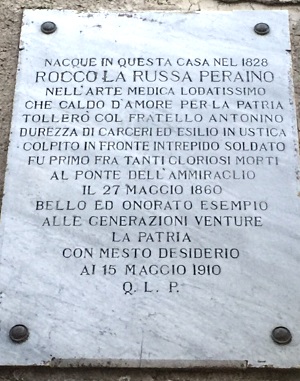 NACQUE IN QUESTA CASA NEL 1828
ROCCO LA RUSSA PERAINO
NELL'ARTE MEDICA LODATISSIMO
CHE CALDO D'AMORE PER LA PATRIA
TOLLERÒ COL FRATELLO ANTONINO
DUREZZA DI CARCERI ED ESILIO IN USTICA
COLPITO IN FRONTE INTREPIDO SOLDATO
FU PRIMO FRA TANTI GLORIOSI MORTI
AL PONTE DELL'AMMIRAGLIO
IL 27 MAGGIO 1860
BELLO ED ONORATO ESEMPIO
ALLE GENERAZIONI VENTURE
LA PATRIA
CON MESTO DESIDERIO
AI 15 MAGGIO 1910
Q. L. P.